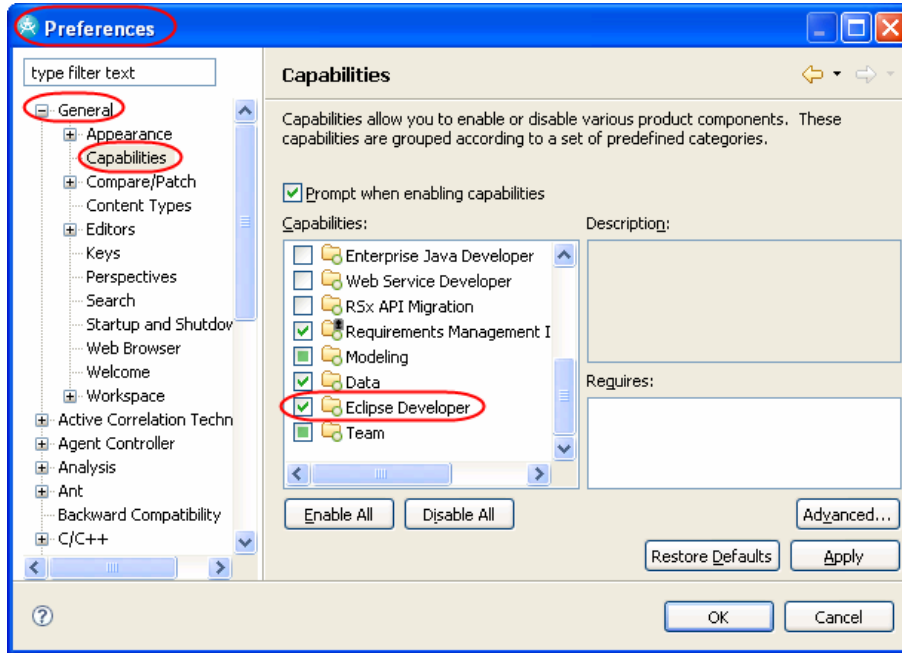 Preferences
type filter text
Capabilities
General
Appearance
Capabilities
Compare/Patch
Content Types
Editors
Keys
Perspectives
Search
Startup and Shutdov
Web Browser
Welcome
Workspace
Active Correlation Techn
Agent Controller
Analysis
Ant
Backward Compatibility
C/C++
Capabilities allow you to enable or disable various product components. These
capabilities are grouped according to a set of predefined categories.
Prompt when enabling capabilities
Capabilities:
Description:
Enterprise Java Developer
Web Service Developer
RSx API Migration
Requirements Management I
Modeling
Data
Eclipse Developer
Team
Requires:
Enable All
Disable All
Advanced...
Restore Defaults
Apply
?
OK
Cancel